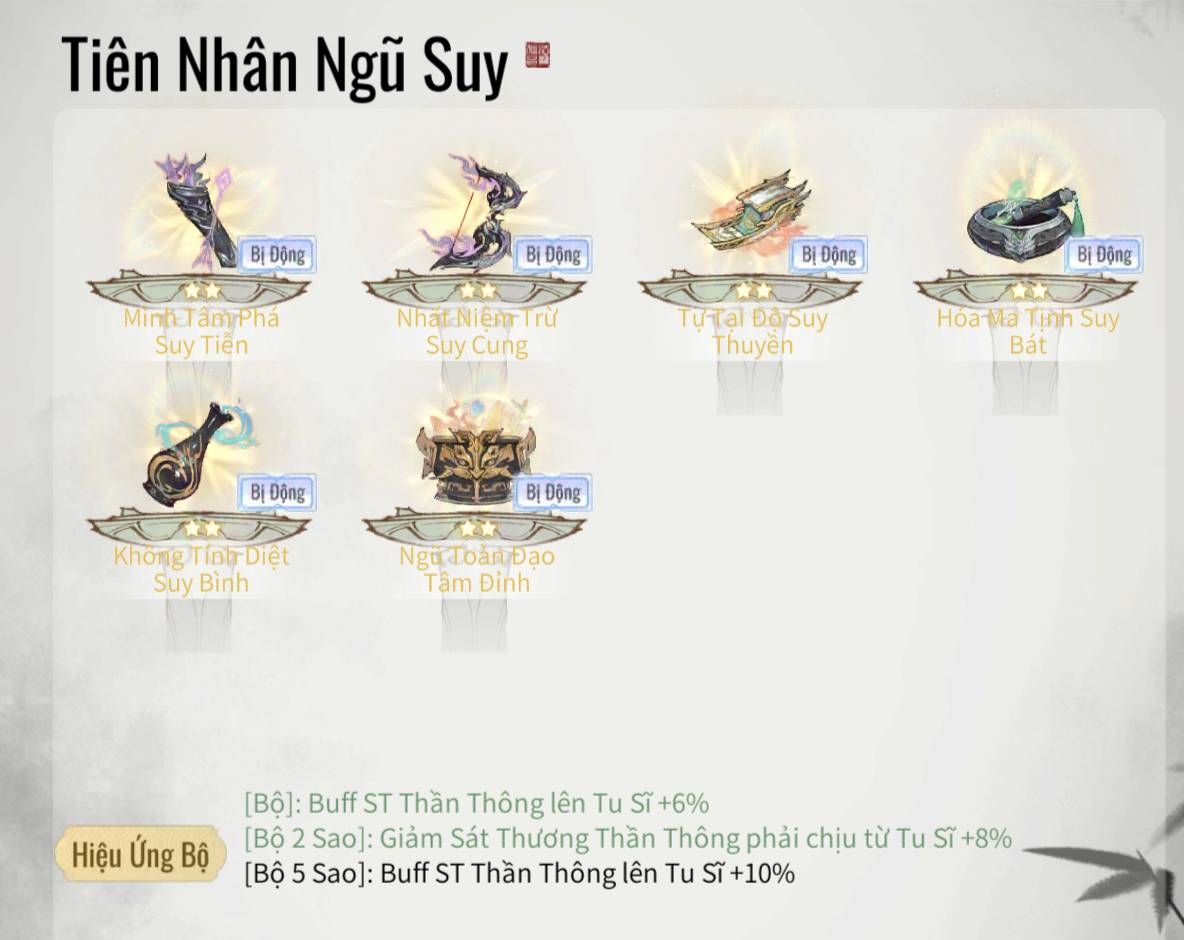 Tiên Nhân Ngũ Suy
Bị Động
Bị Động
Bị Động
Bị Động
Minh Tâm Phá
Suy Tiễn
Nhất Niệm Trừ
Suy Cung
Tự Tại Độ Suy
Thuyền
Hóa Ma Tịnh Suy
Bát
Bị Động
Bị Động
Không Tính Diệt
Suy Bình
Ngũ Toàn Đạo
Tâm Đỉnh
Hiệu Ứng Bộ
[Bộ]: Buff ST Thần Thông lên Tu Sĩ +6%
[Bộ 2 Sao]: Giảm Sát Thương Thần Thông phải chịu từ Tu Sĩ +8%
[Bộ 5 Sao]: Buff ST Thần Thông lên Tu Sĩ +10%